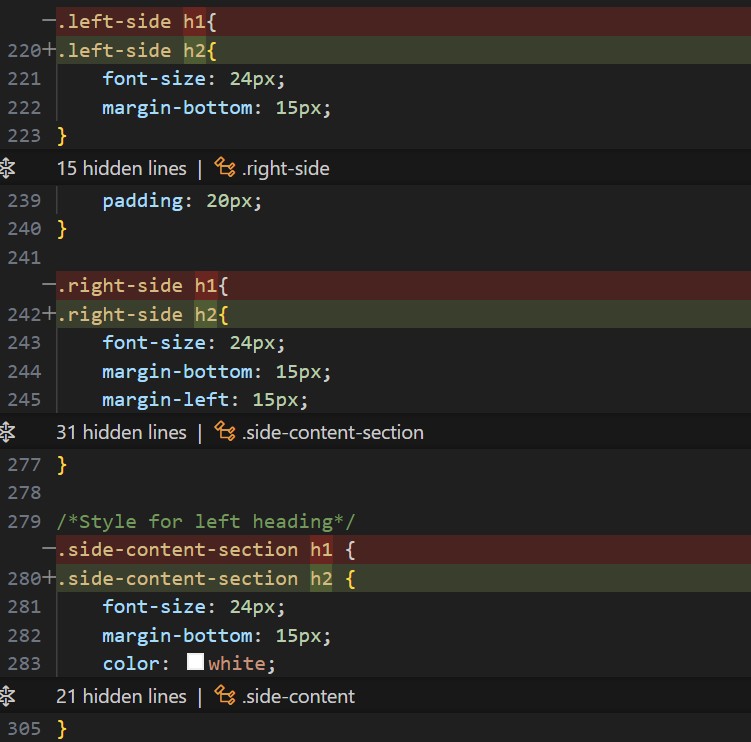 −.left-side h1{
220+.left-side h2{
221 font-size: 24px;
222 margin-bottom: 15px;
223 }
15 hidden lines | .right-side
239 padding: 20px;
240 }
241
−.right-side h1{
242+.right-side h2{
243 font-size: 24px;
244 margin-bottom: 15px;
245 margin-left: 15px;
31 hidden lines | .side-content-section
277 }
278
279 /*Style for left heading*/
−.side-content-section h1 {
280+.side-content-section h2 {
281 font-size: 24px;
282 margin-bottom: 15px;
283 color: white;
21 hidden lines | .side-content
305 }